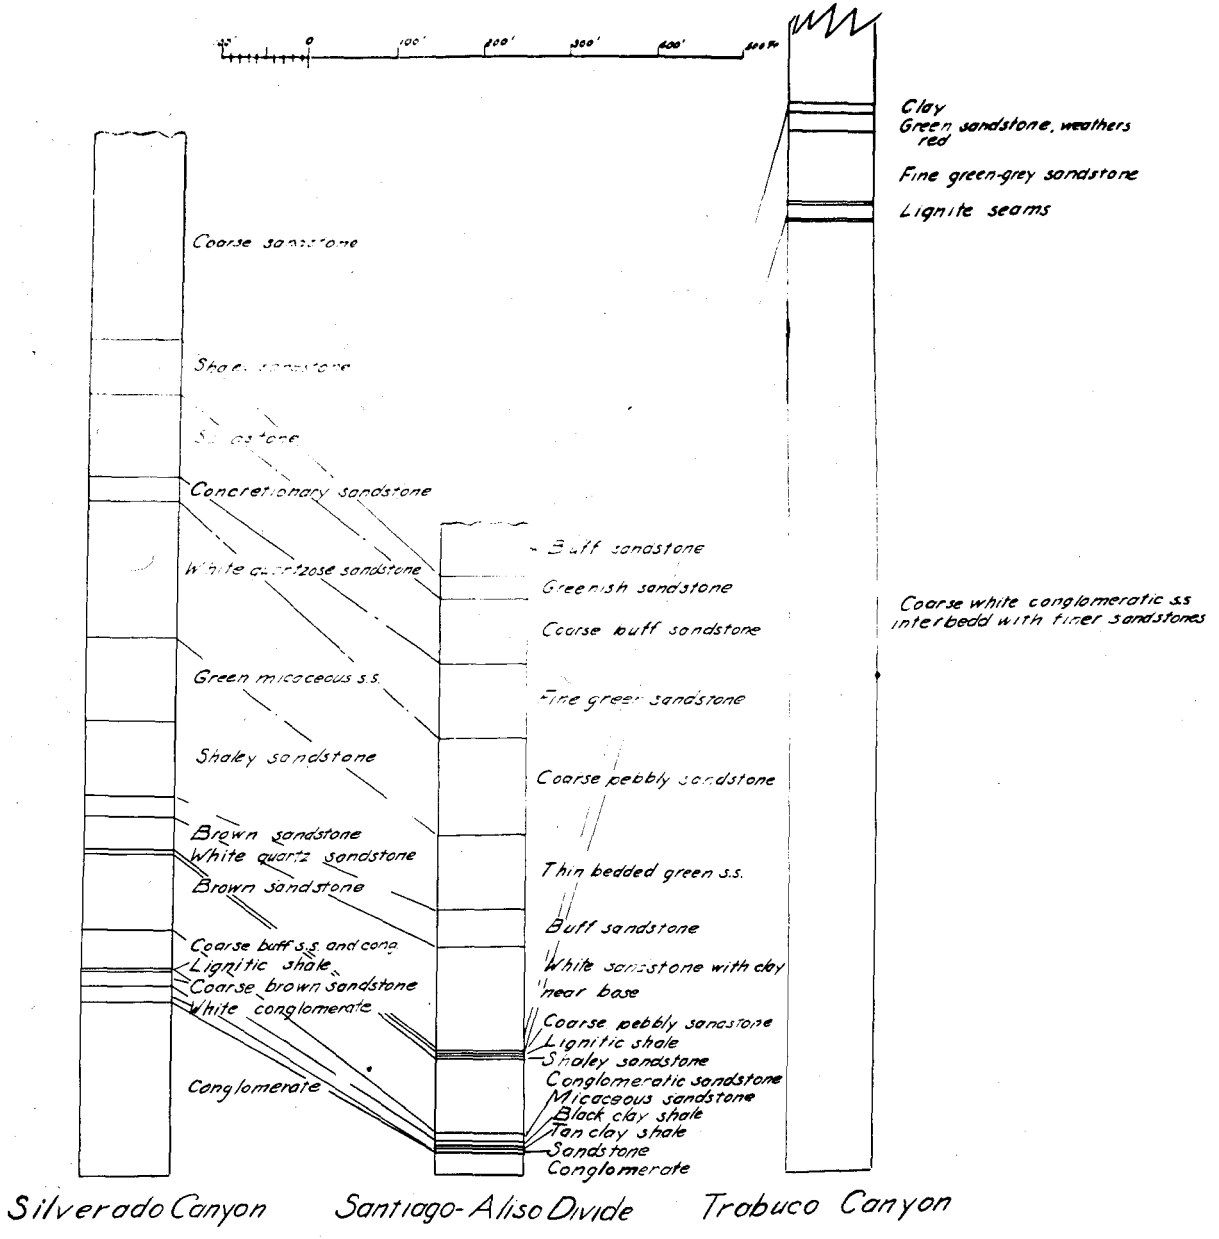 0
100'
200'
300'
400'
500 Ft
Coarse sandstone
Shaley sandstone
Sandstone
Concretionary sandstone
White quartzose sandstone
Green micaceous s.s.
Shaley sandstone
Brown sandstone
White quartz sandstone
Brown sandstone
Coarse buff s.s. and cong.
Lignitic shale
Coarse brown sandstone
White conglomerate
Conglomerate
Silverado Canyon
Buff sandstone
Greenish sandstone
Coarse buff sandstone
Fine green sandstone
Coarse pebbly sandstone
Thin bedded green s.s.
Buff sandstone
White sandstone with clay
near base
Coarse pebbly sandstone
Lignitic shale
Shaley sandstone
Conglomeratic sandstone
Micaceous sandstone
Black clay shale
Tan clay shale
Sandstone
Conglomerate
Santiago-Aliso Divide
Clay
Green sandstone, weathers
red
Fine green-grey sandstone
Lignite seams
Coarse white conglomeratic s.s
interbedd with finer sandstones
Trabuco Canyon